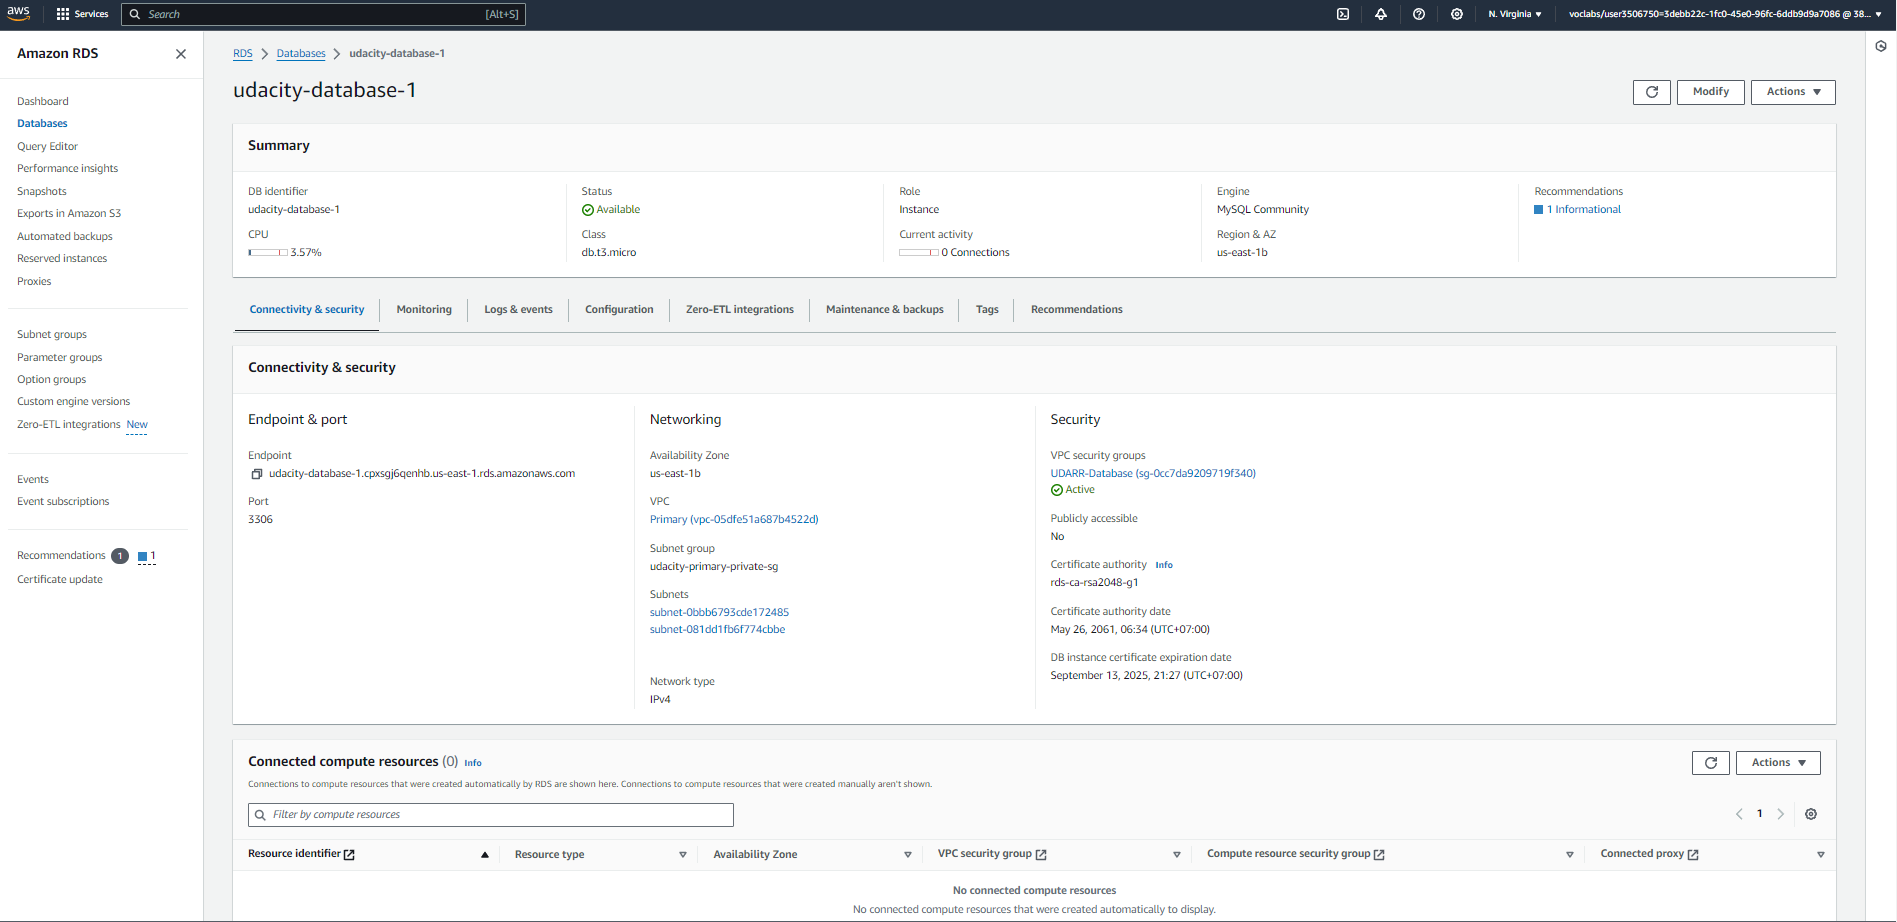 aws
Services
Search [Alt+S]
N. Virginia
voclabs/user3506750=3debb22c-1fc0-45e0-96fc-6ddb9d9a7086 @ 38...
Amazon RDS
Dashboard
Databases
Query Editor
Performance insights
Snapshots
Exports in Amazon S3
Automated backups
Reserved instances
Proxies
Subnet groups
Parameter groups
Option groups
Custom engine versions
Zero-ETL integrations New
Events
Event subscriptions
Recommendations 1 1
Certificate update
RDS > Databases > udacity-database-1
udacity-database-1
Modify
Actions
Summary
DB identifier
udacity-database-1
CPU
3.57%
Status
Available
Class
db.t3.micro
Role
Instance
Current activity
0 Connections
Engine
MySQL Community
Region & AZ
us-east-1b
Recommendations
1 Informational
Connectivity & security
Monitoring
Logs & events
Configuration
Zero-ETL integrations
Maintenance & backups
Tags
Recommendations
Connectivity & security
Endpoint & port
Endpoint
udacity-database-1.cpxsgj6qenhb.us-east-1.rds.amazonaws.com
Port
3306
Networking
Availability Zone
us-east-1b
VPC
Primary (vpc-05dfe51a687b4522d)
Subnet group
udacity-primary-private-sg
Subnets
subnet-0bbb6793cde172485
subnet-081dd1fb6f774cbbe
Network type
IPv4
Security
VPC security groups
UDARR-Database (sg-0cc7da9209719f340)
Active
Publicly accessible
No
Certificate authority Info
rds-ca-rsa2048-g1
Certificate authority date
May 26, 2061, 06:34 (UTC+07:00)
DB instance certificate expiration date
September 13, 2025, 21:27 (UTC+07:00)
Connected compute resources (0) Info
Actions
Connections to compute resources that were created automatically by RDS are shown here. Connections to compute resources that were created manually aren't shown.
Filter by compute resources
1
Resource identifier
Resource type
Availability Zone
VPC security group
Compute resource security group
Connected proxy
No connected compute resources
No connected compute resources that were created automatically to display.